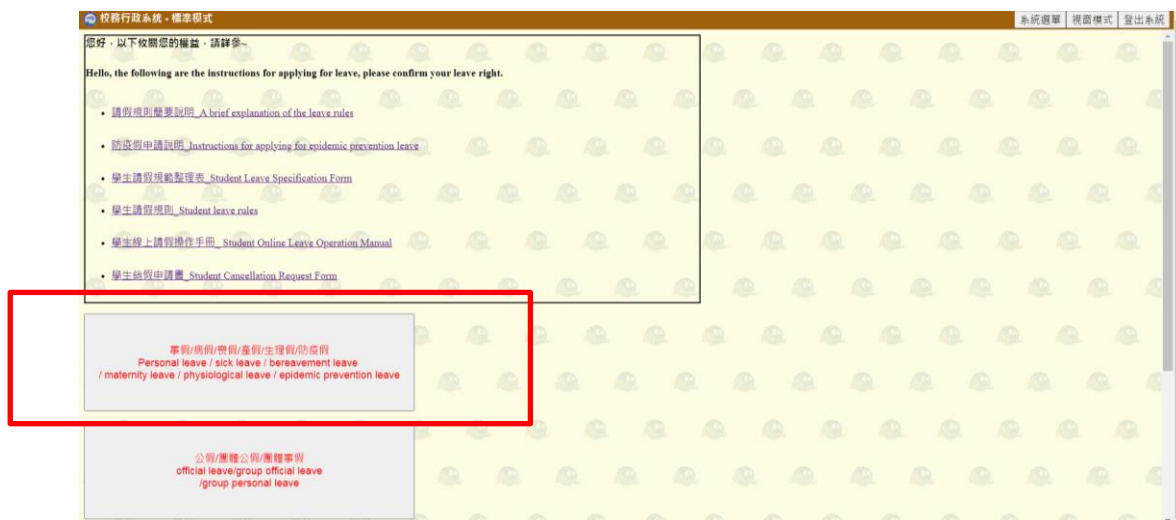 校務行政系統 - 標準模式
系統選單 視窗模式 登出系統
您好，以下攸關您的權益，請詳參~
Hello, the following are the instructions for applying for leave, please confirm your leave right.
請假規則簡要說明_A brief explanation of the leave rules
防疫假申請說明_Instructions for applying for epidemic prevention leave
學生請假規範整理表_Student Leave Specification Form
學生請假規則_Student leave rules
學生線上請假操作手冊_ Student Online Leave Operation Manual
學生銷假申請書_Student Cancellation Request Form
事假/病假/喪假/產假/生理假/防疫假
Personal leave / sick leave / bereavement leave
/ maternity leave / physiological leave / epidemic prevention leave
公假/團體公假/團體事假
official leave/group official leave
/group personal leave